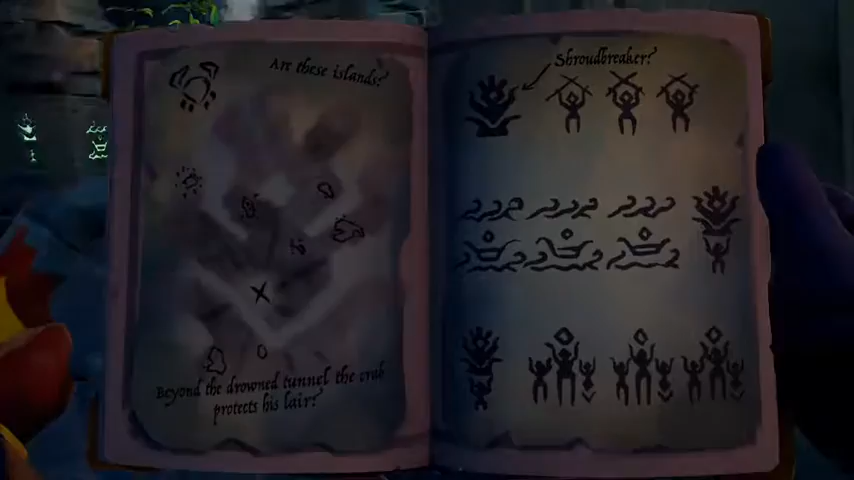 Are these islands?
Beyond the drowned tunnel the crab
protects his lair?
Shroudbreaker?